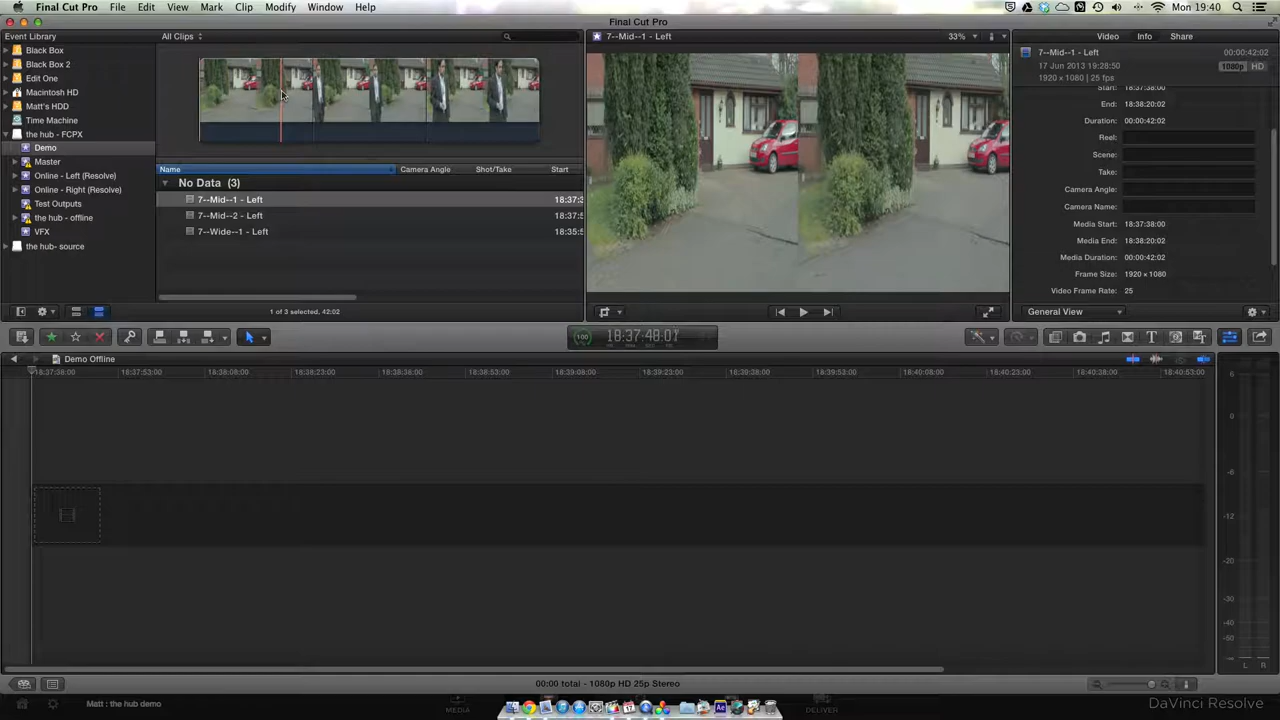 Final Cut Pro File Edit View Mark Clip Modify Window Help Mon 19:40
Final Cut Pro
Event Library
All Clips
7--Mid--1 - Left 33%
Video Info Share
Black Box
Black Box 2
Edit One
Macintosh HD
Matt's HDD
Time Machine
the hub - FCPX
Demo
Master
Online - Left (Resolve)
Online - Right (Resolve)
Test Outputs
the hub - offline
VFX
the hub- source
Name Camera Angle Shot/Take Start
No Data (3)
7--Mid--1 - Left 18:37:3
7--Mid--2 - Left 18:37:5
7--Wide--1 - Left 18:35:5
1 of 3 selected, 42:02
7--Mid--1 - Left 00:00:42:02
17 Jun 2013 19:28:50 1080p HD
1920 × 1080 | 25 fps
Start: 18:37:38:00
End: 18:38:20:02
Duration: 00:00:42:02
Reel:
Scene:
Take:
Camera Angle:
Camera Name:
Media Start: 18:37:38:00
Media End: 18:38:20:02
Media Duration: 00:00:42:02
Frame Size: 1920 × 1080
Video Frame Rate: 25
General View
100 18:37:48:01
Demo Offline
18:37:38:00 18:37:53:00 18:38:08:00 18:38:23:00 18:38:38:00 18:38:53:00 18:39:08:00 18:39:23:00 18:39:38:00 18:39:53:00 18:40:08:00 18:40:23:00 18:40:38:00 18:40:53:00
6
0
-6
-12
-20
-30
-40
-50
L R
00:00 total - 1080p HD 25p Stereo
Matt : the hub demo
MEDIA
DELIVER
DaVinci Resolve